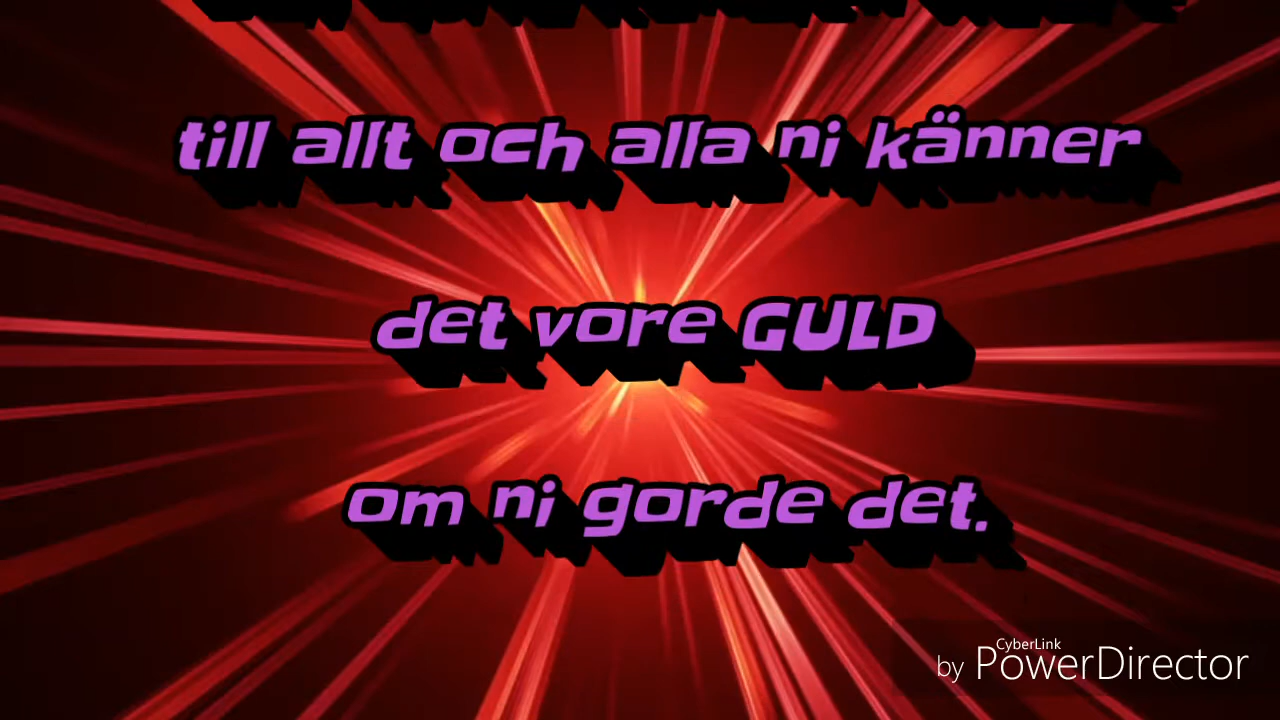 till allt och alla ni känner
det vore GULD
om ni gorde det.
CyberLink
by PowerDirector